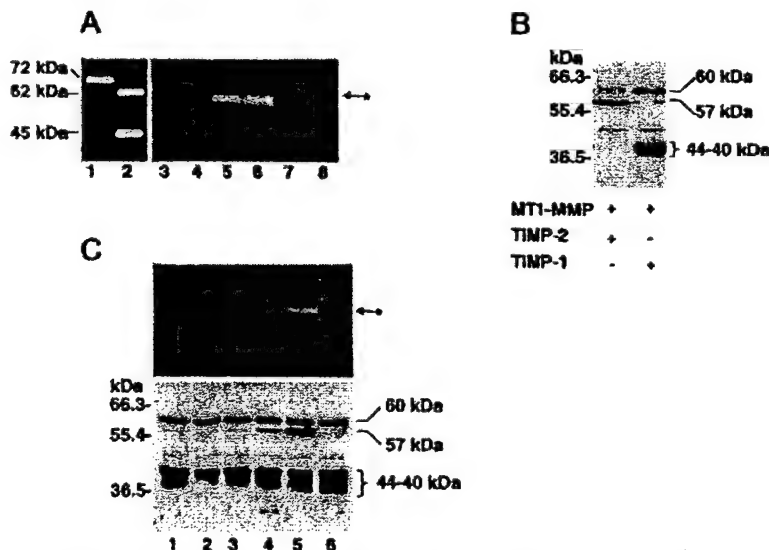 A
72 kDa
62 kDa
45 kDa
1 2 3 4 5 6 7 8
B
kDa
66.3-
55.4-
36.5-
60 kDa
57 kDa
44-40 kDa
MT1-MMP + +
TIMP-2 + -
TIMP-1 - +
C
kDa
66.3-
55.4-
36.5-
60 kDa
57 kDa
44-40 kDa
1 2 3 4 5 6